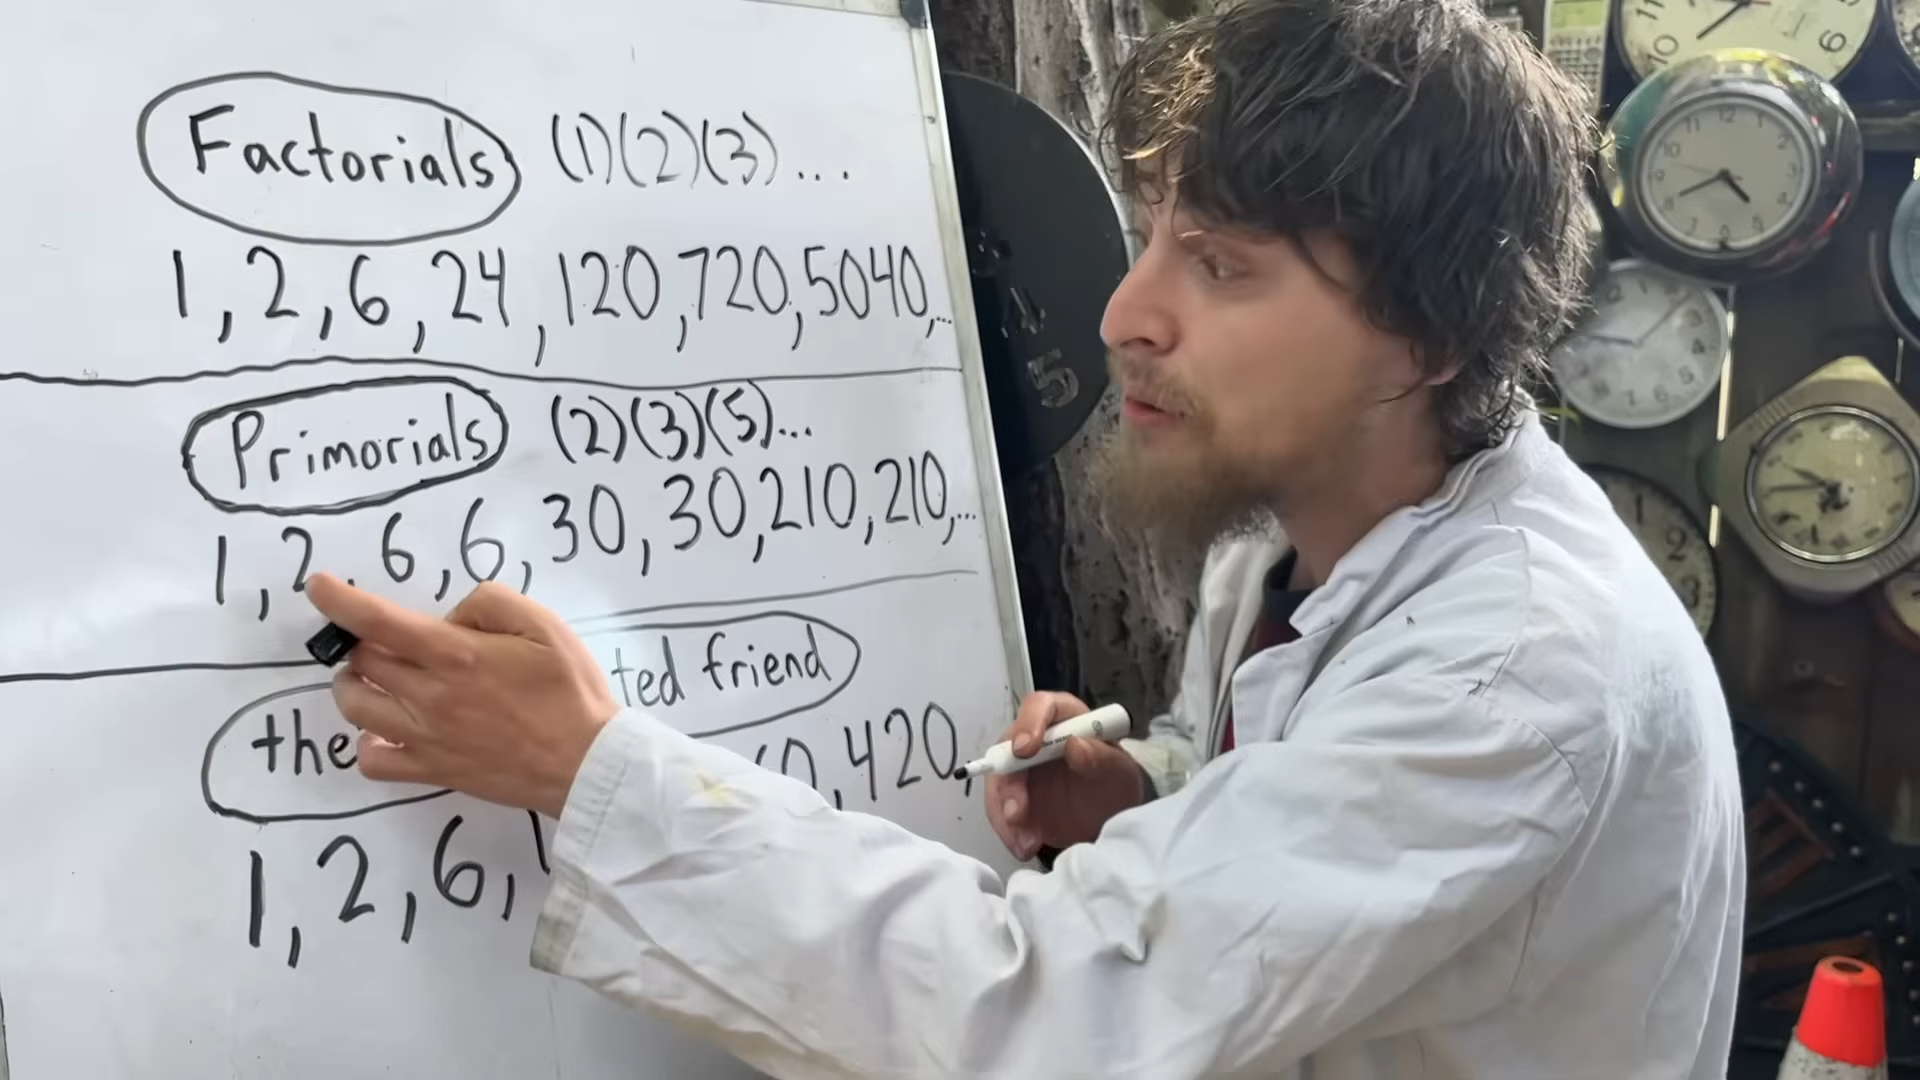 Factorials (1)(2)(3)...
1, 2, 6, 24, 120, 720, 5040,...
Primorials (2)(3)(5)...
1, 2, 6, 6, 30, 30, 210, 210,...
the ted friend
1, 2, 6, 60, 420,